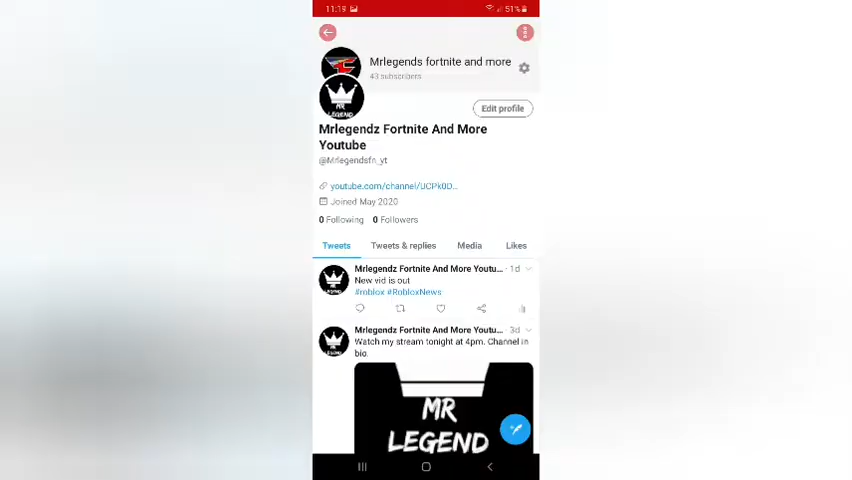 11:19
51%
Mrlegends fortnite and more
43 subscribers
MR
LEGEND
Edit profile
Mrlegendz Fortnite And More
Youtube
@Mrlegendsfn_yt
youtube.com/channel/UCPk0D...
Joined May 2020
0 Following 0 Followers
Tweets Tweets & replies Media Likes
Mrlegendz Fortnite And More Youtu... · 1d
New vid is out
#roblox #RobloxNews
Mrlegendz Fortnite And More Youtu... · 3d
Watch my stream tonight at 4pm. Channel in
bio.
MR
LEGEND